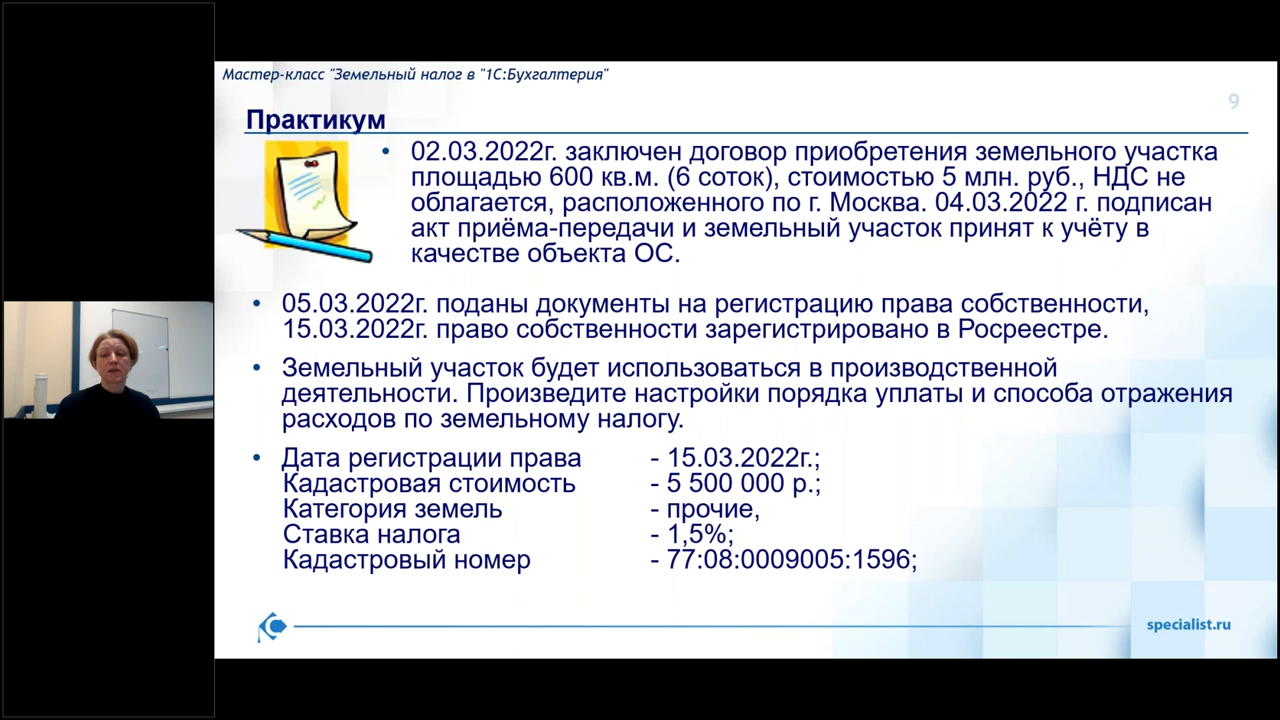 Мастер-класс "Земельный налог в "1С:Бухгалтерия"
9
Практикум
• 02.03.2022г. заключен договор приобретения земельного участка
площадью 600 кв.м. (6 соток), стоимостью 5 млн. руб., НДС не
облагается, расположенного по г. Москва. 04.03.2022 г. подписан
акт приёма-передачи и земельный участок принят к учёту в
качестве объекта ОС.
• 05.03.2022г. поданы документы на регистрацию права собственности,
15.03.2022г. право собственности зарегистрировано в Росреестре.
• Земельный участок будет использоваться в производственной
деятельности. Произведите настройки порядка уплаты и способа отражения
расходов по земельному налогу.
• Дата регистрации права - 15.03.2022г.;
Кадастровая стоимость - 5 500 000 р.;
Категория земель - прочие,
Ставка налога - 1,5%;
Кадастровый номер - 77:08:0009005:1596;
specialist.ru